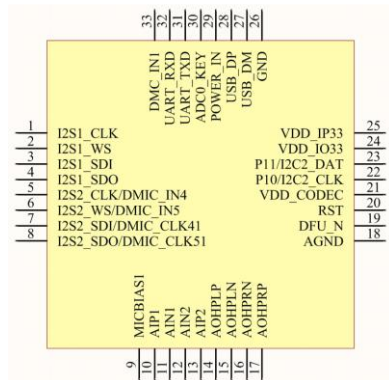 33 32 31 30 29 28 27 26
DMC_IN1
UART_RXD
UART_TXD
ADC0_KEY
POWER_IN
USB_DP
USB_DM
GND
1 I2S1_CLK
2 I2S1_WS
3 I2S1_SDI
4 I2S1_SDO
5 I2S2_CLK/DMIC_IN4
6 I2S2_WS/DMIC_IN5
7 I2S2_SDI/DMIC_CLK41
8 I2S2_SDO/DMIC_CLK51
VDD_IP33 25
VDD_IO33 24
P11/I2C2_DAT 23
P10/I2C2_CLK 22
VDD_CODEC 21
RST 20
DFU_N 19
AGND 18
MICBIAS1
AIP1
AIN1
AIN2
AIP2
AOHPLP
AOHPLN
AOHPRN
AOHPRP
9 10 11 12 13 14 15 16 17